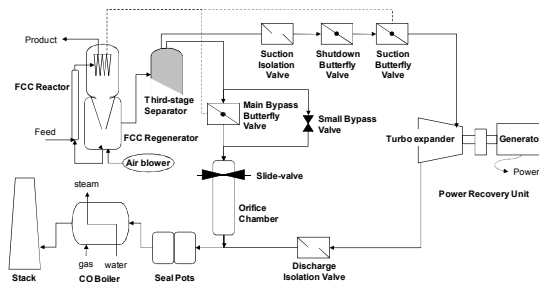 Product
FCC Reactor
Feed
FCC Regenerator
Air blower
Third-stage
Separator
Suction
Isolation
Valve
Shutdown
Butterfly
Valve
Suction
Butterfly
Valve
Main Bypass
Butterfly
Valve
Small Bypass
Valve
Turbo expander
Generator
Power
Power Recovery Unit
Slide-valve
Orifice
Chamber
steam
gas
water
Stack
CO Boiler
Seal Pots
Discharge
Isolation Valve